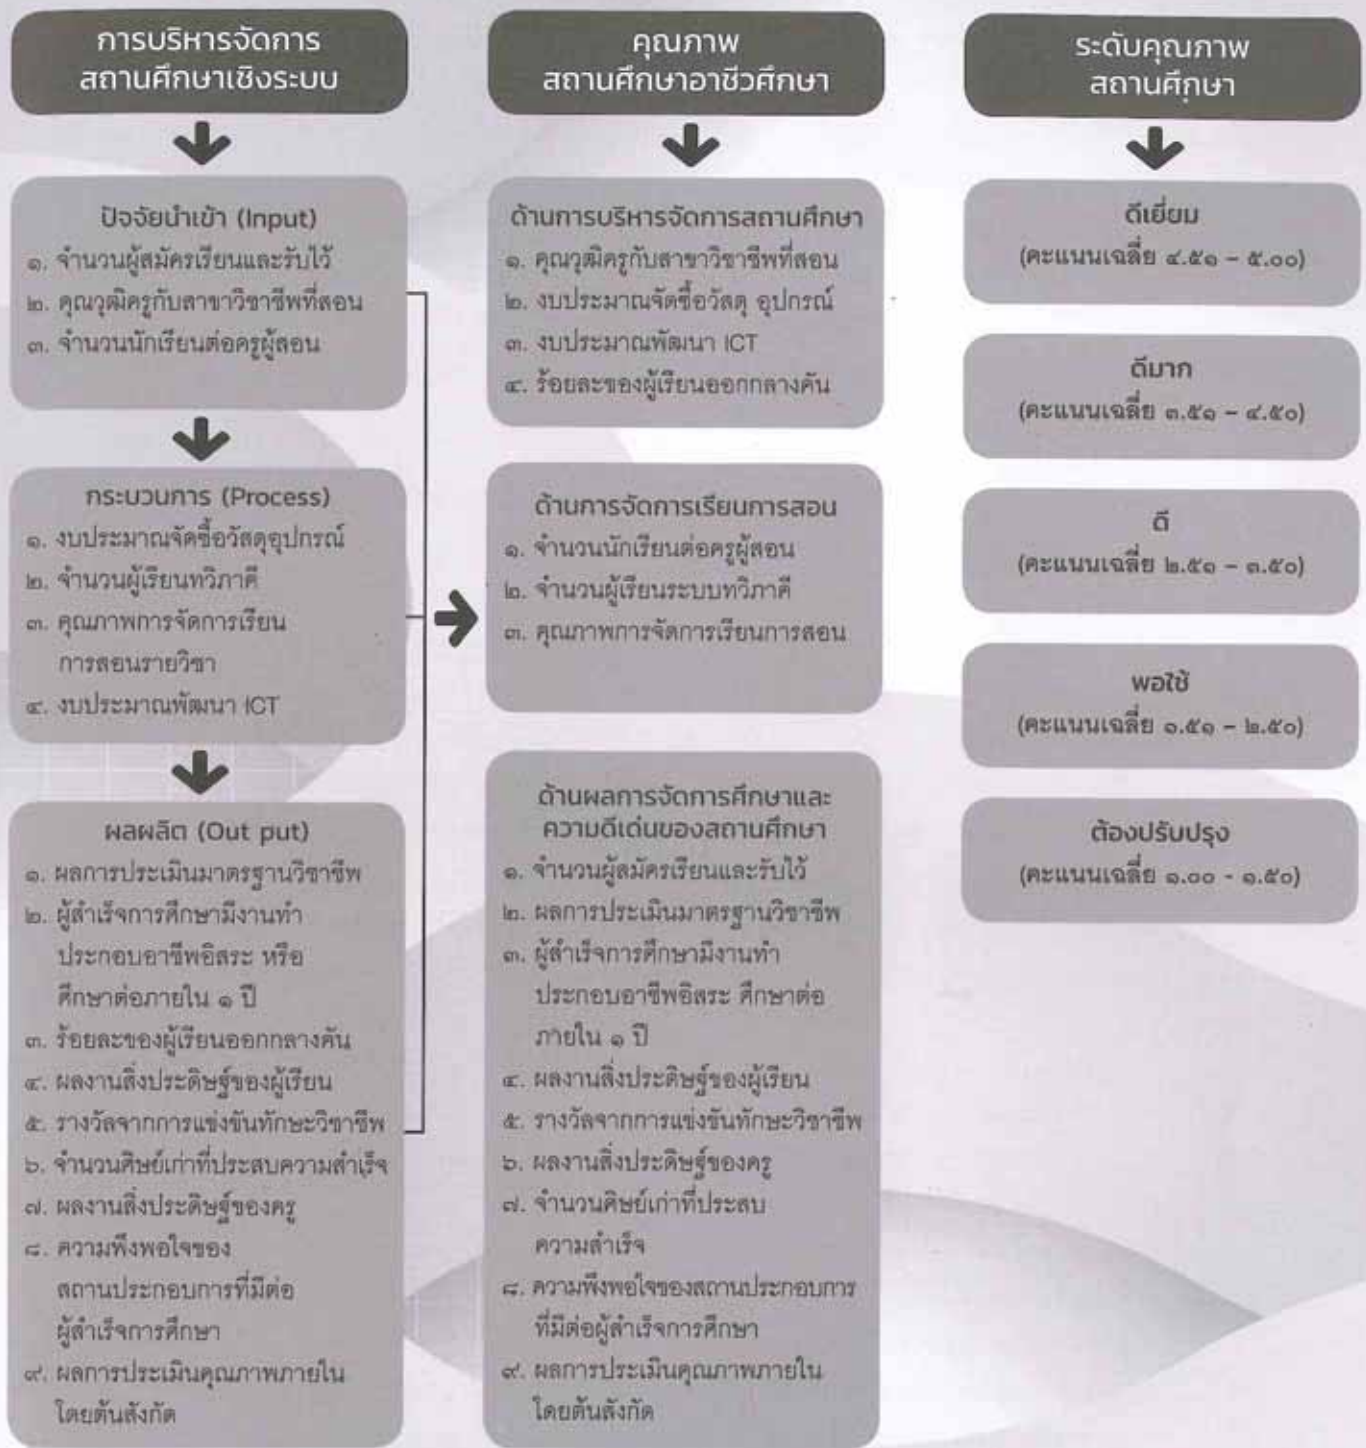 การบริหารจัดการ
สถานศึกษาเชิงระบบ
ปัจจัยนำเข้า (Input)
๑. จำนวนผู้สมัครเรียนและรับไว้
๒. คุณวุฒิครูกับสาขาวิชาชีพที่สอน
๓. จำนวนนักเรียนต่อครูผู้สอน
กระบวนการ (Process)
๑. งบประมาณจัดซื้อวัสดุอุปกรณ์
๒. จำนวนผู้เรียนทวิภาคี
๓. คุณภาพการจัดการเรียน
การสอนรายวิชา
๔. งบประมาณพัฒนา ICT
ผลผลิต (Out put)
๑. ผลการประเมินมาตรฐานวิชาชีพ
๒. ผู้สำเร็จการศึกษามีงานทำ
ประกอบอาชีพอิสระ หรือ
ศึกษาต่อภายใน ๑ ปี
๓. ร้อยละของผู้เรียนออกกลางคัน
๔. ผลงานสิ่งประดิษฐ์ของผู้เรียน
๕. รางวัลจากการแข่งขันทักษะวิชาชีพ
๖. จำนวนศิษย์เก่าที่ประสบความสำเร็จ
๗. ผลงานสิ่งประดิษฐ์ของครู
๘. ความพึงพอใจของ
สถานประกอบการที่มีต่อ
ผู้สำเร็จการศึกษา
๙. ผลการประเมินคุณภาพภายใน
โดยต้นสังกัด
คุณภาพ
สถานศึกษาอาชีวศึกษา
ด้านการบริหารจัดการสถานศึกษา
๑. คุณวุฒิครูกับสาขาวิชาชีพที่สอน
๒. งบประมาณจัดซื้อวัสดุ อุปกรณ์
๓. งบประมาณพัฒนา ICT
๔. ร้อยละของผู้เรียนออกกลางคัน
ด้านการจัดการเรียนการสอน
๑. จำนวนนักเรียนต่อครูผู้สอน
๒. จำนวนผู้เรียนระบบทวิภาคี
๓. คุณภาพการจัดการเรียนการสอน
ด้านผลการจัดการศึกษาและ
ความดีเด่นของสถานศึกษา
๑. จำนวนผู้สมัครเรียนและรับไว้
๒. ผลการประเมินมาตรฐานวิชาชีพ
๓. ผู้สำเร็จการศึกษามีงานทำ
ประกอบอาชีพอิสระ ศึกษาต่อ
ภายใน ๑ ปี
๔. ผลงานสิ่งประดิษฐ์ของผู้เรียน
๕. รางวัลจากการแข่งขันทักษะวิชาชีพ
๖. ผลงานสิ่งประดิษฐ์ของครู
๗. จำนวนศิษย์เก่าที่ประสบ
ความสำเร็จ
๘. ความพึงพอใจของสถานประกอบการ
ที่มีต่อผู้สำเร็จการศึกษา
๙. ผลการประเมินคุณภาพภายใน
โดยต้นสังกัด
ระดับคุณภาพ
สถานศึกษา
ดีเยี่ยม
(คะแนนเฉลี่ย ๔.๕๑ – ๕.๐๐)
ดีมาก
(คะแนนเฉลี่ย ๓.๕๑ – ๔.๕๐)
ดี
(คะแนนเฉลี่ย ๒.๕๑ – ๓.๕๐)
พอใช้
(คะแนนเฉลี่ย ๑.๕๑ – ๒.๕๐)
ต้องปรับปรุง
(คะแนนเฉลี่ย ๑.๐๐ - ๑.๕๐)